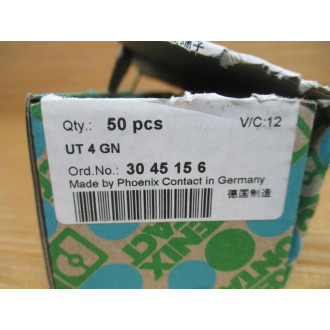 Qty.: 50 pcs V/C:12
UT 4 GN
Ord.No.: 30 45 15 6
Made by Phoenix Contact in Germany
德国制造